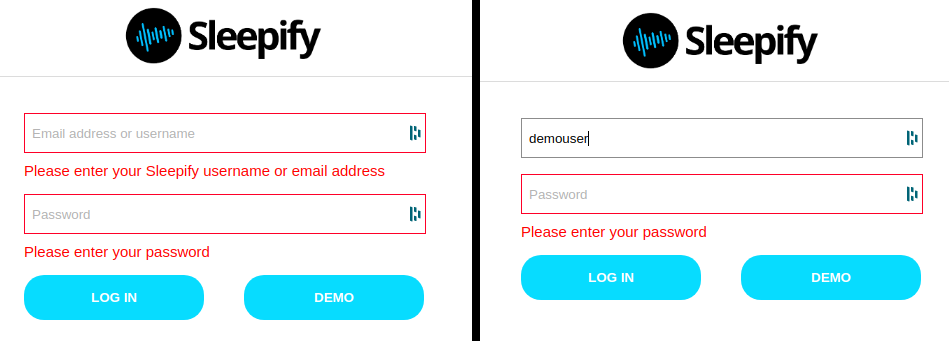 Sleepify
Email address or username
Please enter your Sleepify username or email address
Password
Please enter your password
LOG IN
DEMO
Sleepify
demouser
Password
Please enter your password
LOG IN
DEMO